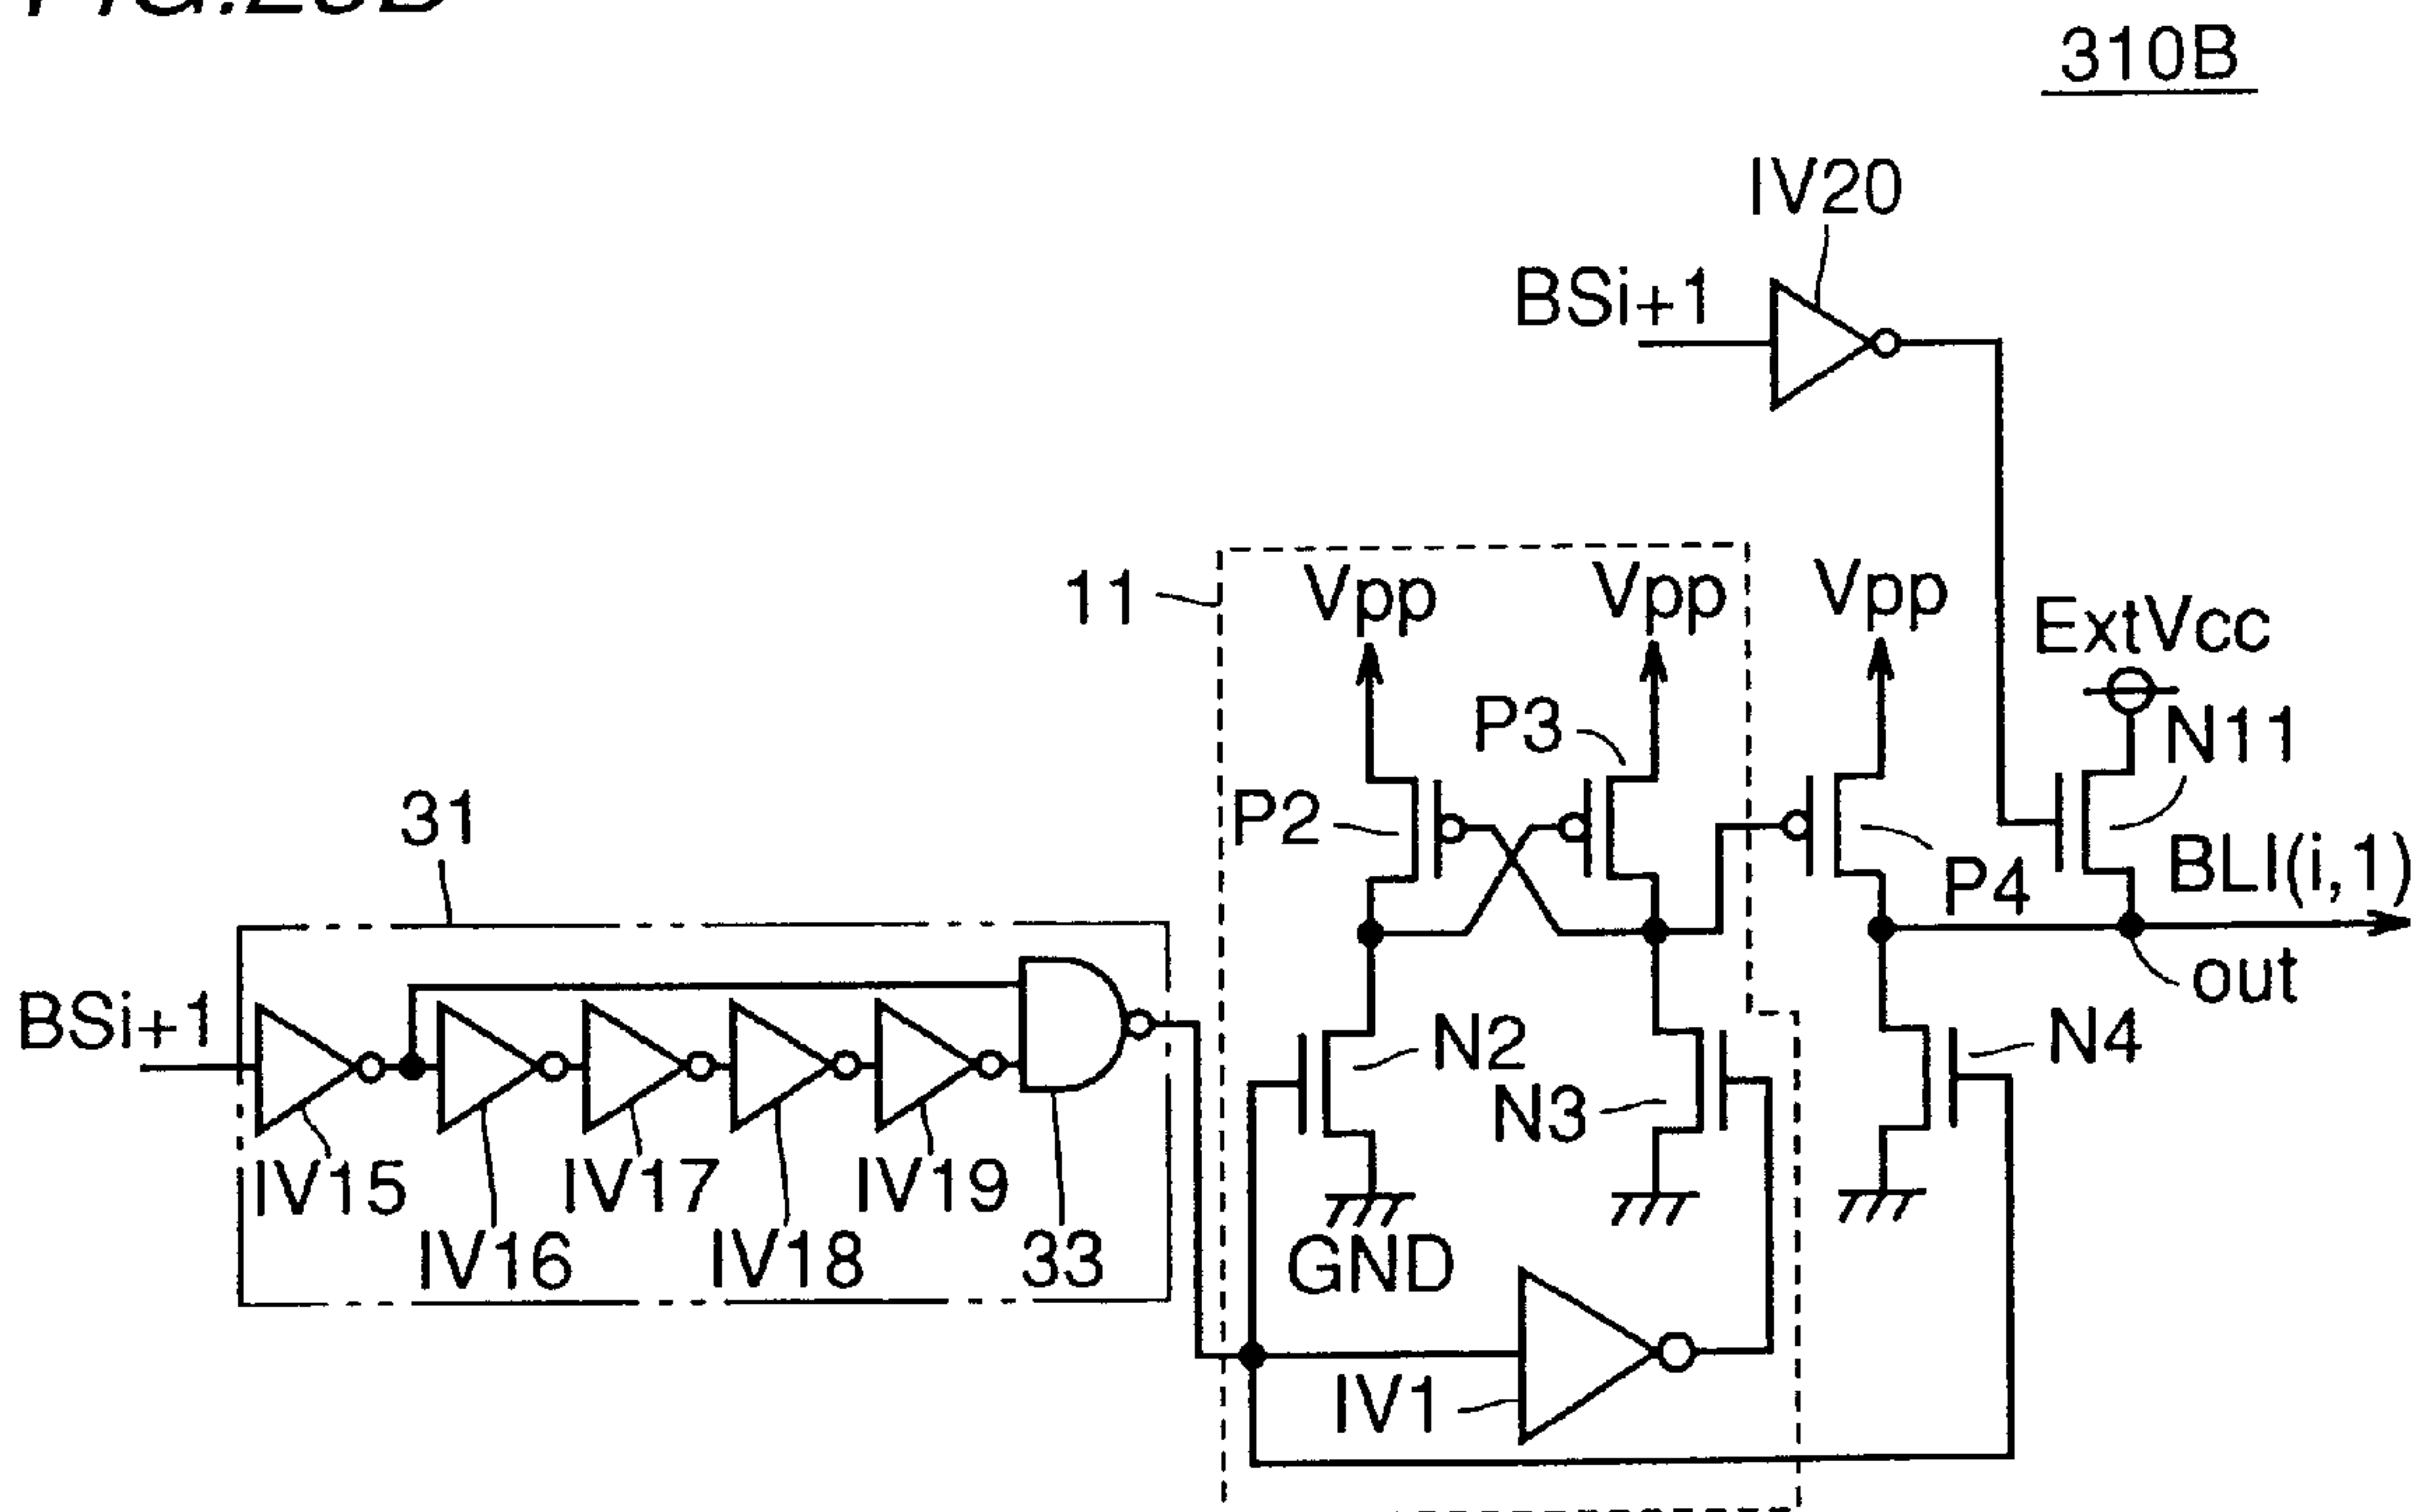 310B
IV20
BSi+1
11
Vpp
Vpp
Vpp
ExtVcc
P3
N11
P2
31
P4
BLI(i,1)
out
BSi+1
N2
N3
N4
IV15
IV17
IV19
IV16
IV18
33
GND
IV1